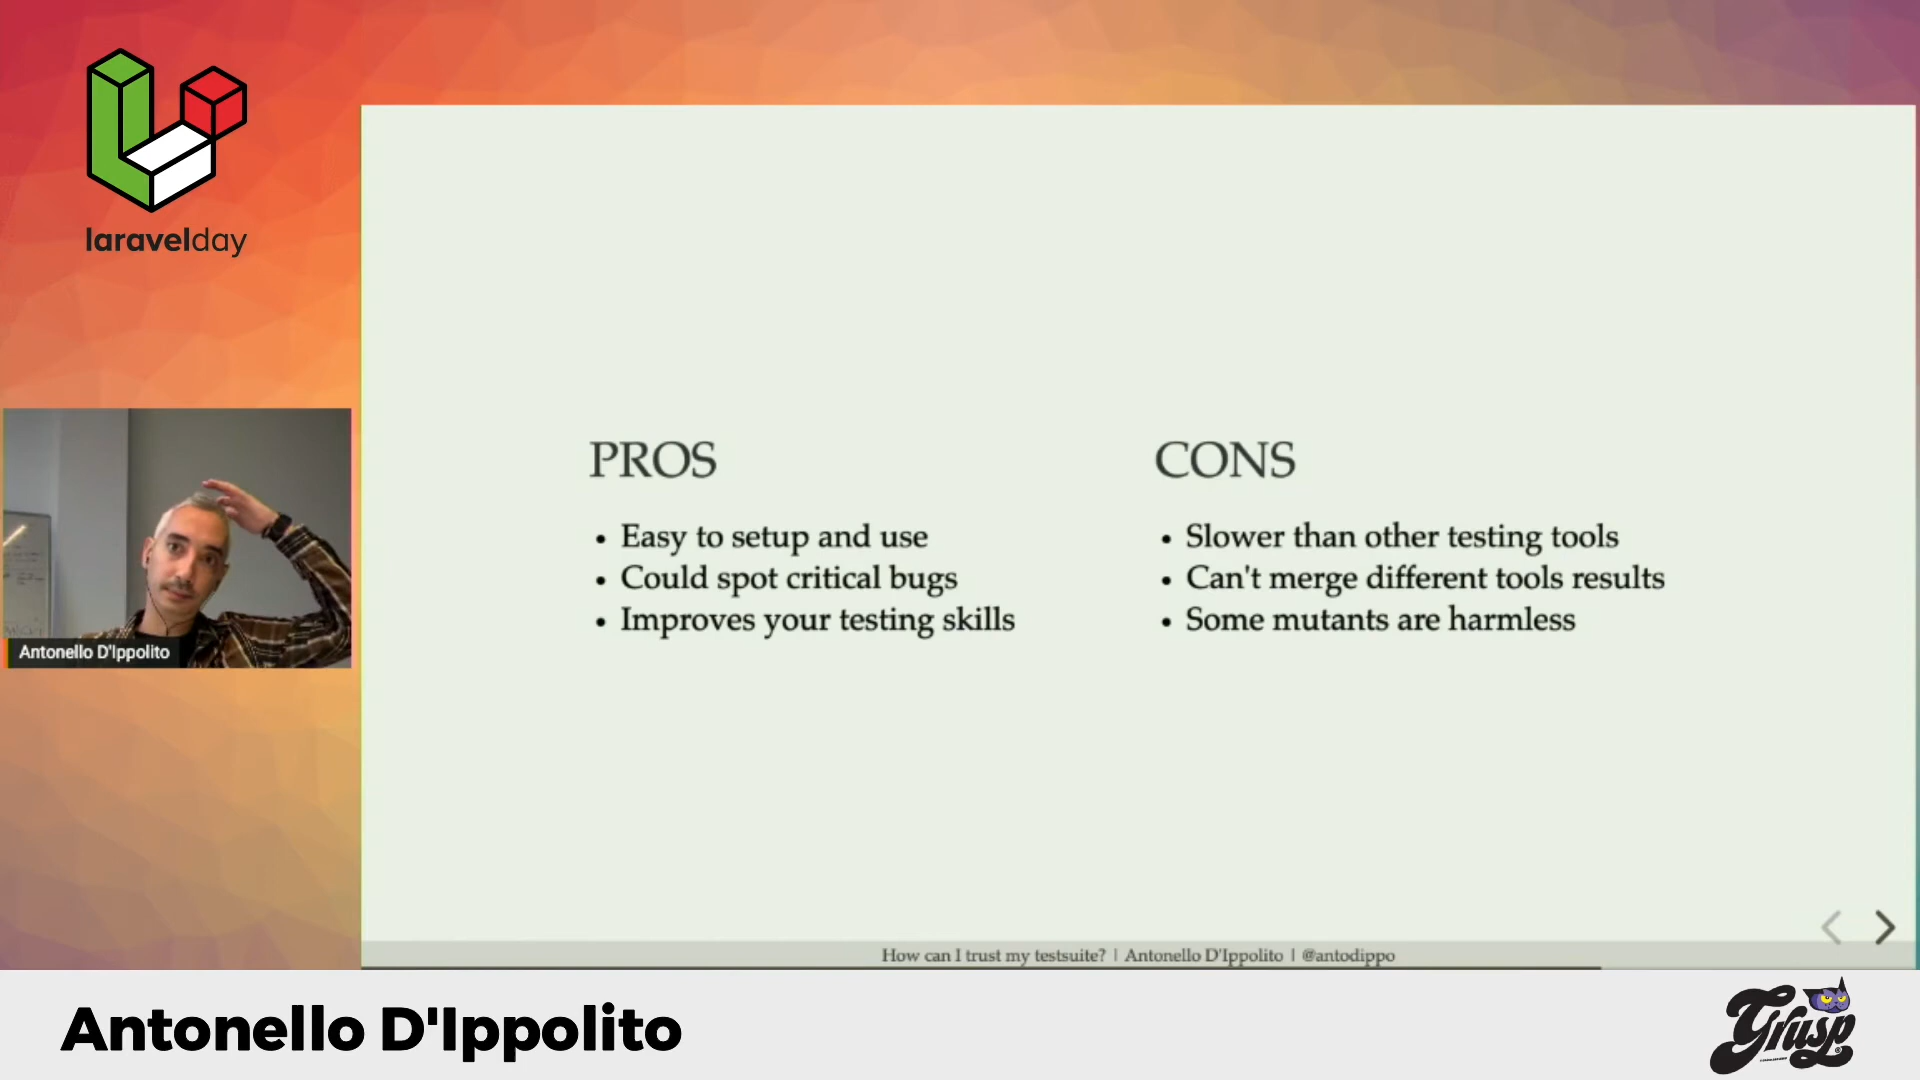 laravelday
PROS
• Easy to setup and use
• Could spot critical bugs
• Improves your testing skills
CONS
• Slower than other testing tools
• Can't merge different tools results
• Some mutants are harmless
Antonello D'Ippolito
How can I trust my testsuite? | Antonello D'Ippolito | @antodippo
Antonello D'Ippolito
Grusp